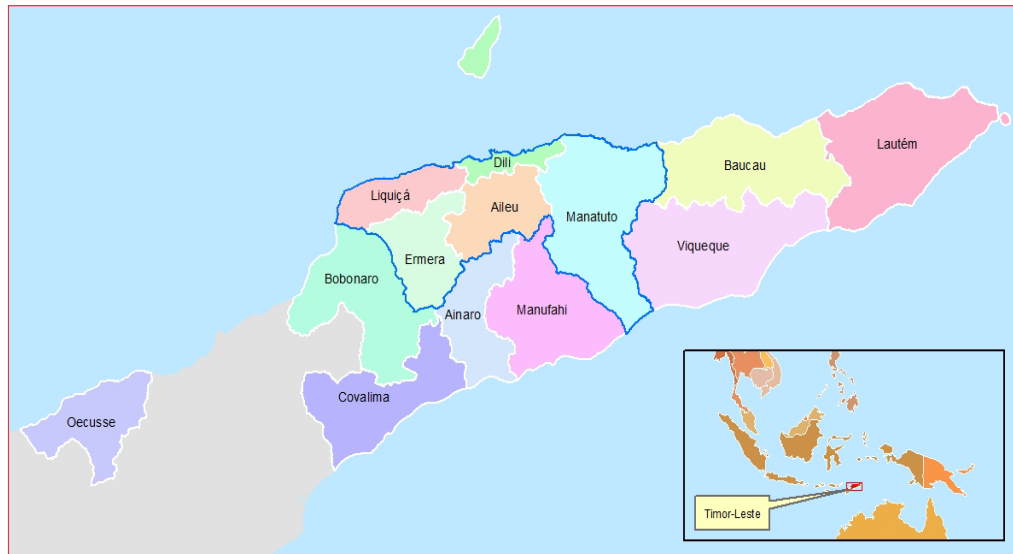 Dili
Baucau
Lautém
Liquiçá
Aileu
Manatuto
Ermera
Viqueque
Bobonaro
Ainaro
Manufahi
Covalima
Oecusse
Timor-Leste